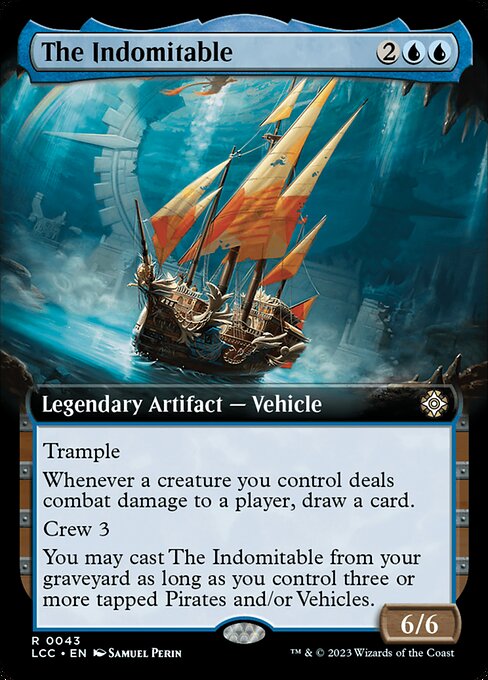 The Indomitable 2
Legendary Artifact — Vehicle
Trample
Whenever a creature you control deals
combat damage to a player, draw a card.
Crew 3
You may cast The Indomitable from your
graveyard as long as you control three or
more tapped Pirates and/or Vehicles.
6/6
R 0043
LCC • EN Samuel Perin
™ & © 2023 Wizards of the Coast